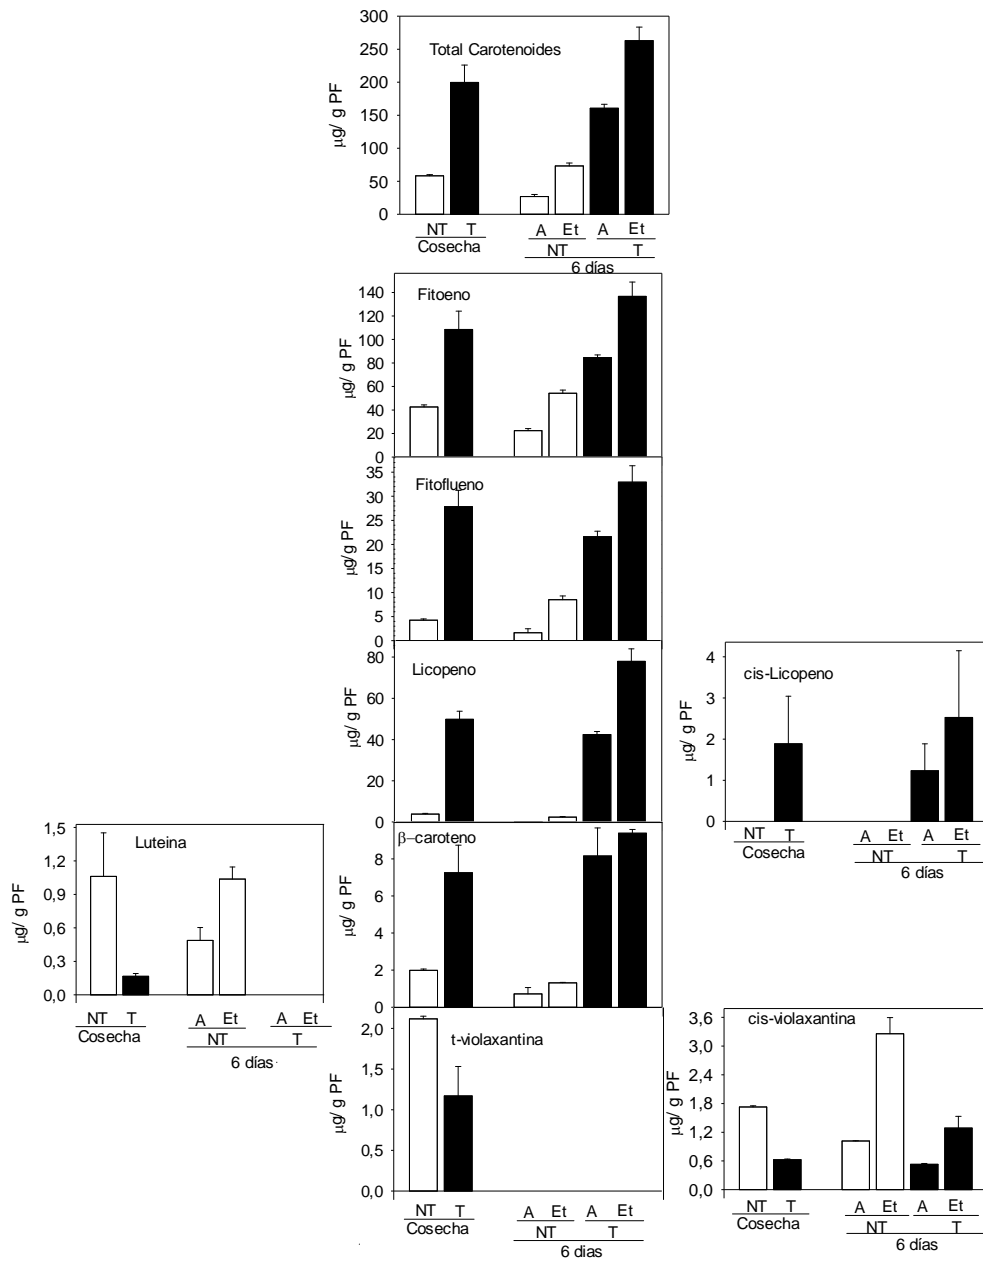 300
Total Carotenoides
250
200
150
100
50
0
µg/ g PF
NT T A Et A Et
Cosecha NT T
6 días
140
Fitoeno
120
100
80
60
40
20
0
µg/ g PF
35
Fitoflueno
30
25
20
15
10
5
0
µg/g PF
80
Licopeno
60
40
20
0
µg/ g PF
4
cis-Licopeno
3
2
1
0
µg/ g PF
NT T A Et A Et
Cosecha NT T
6 días
1,5
Luteina
1,2
0,9
0,6
0,3
0,0
µg/ g PF
NT T A Et A Et
Cosecha NT T
6 días
β–caroteno
8
6
4
2
0
µg/ g PF
2,0
t-violaxantina
1,5
1,0
0,5
0,0
µg/ g PF
NT T A Et A Et
Cosecha NT T
6 dias
3,6
cis-violaxantina
3,0
2,4
1,8
1,2
0,6
0,0
µg/ g PF
NT T A Et A Et
Cosecha NT T
6 días